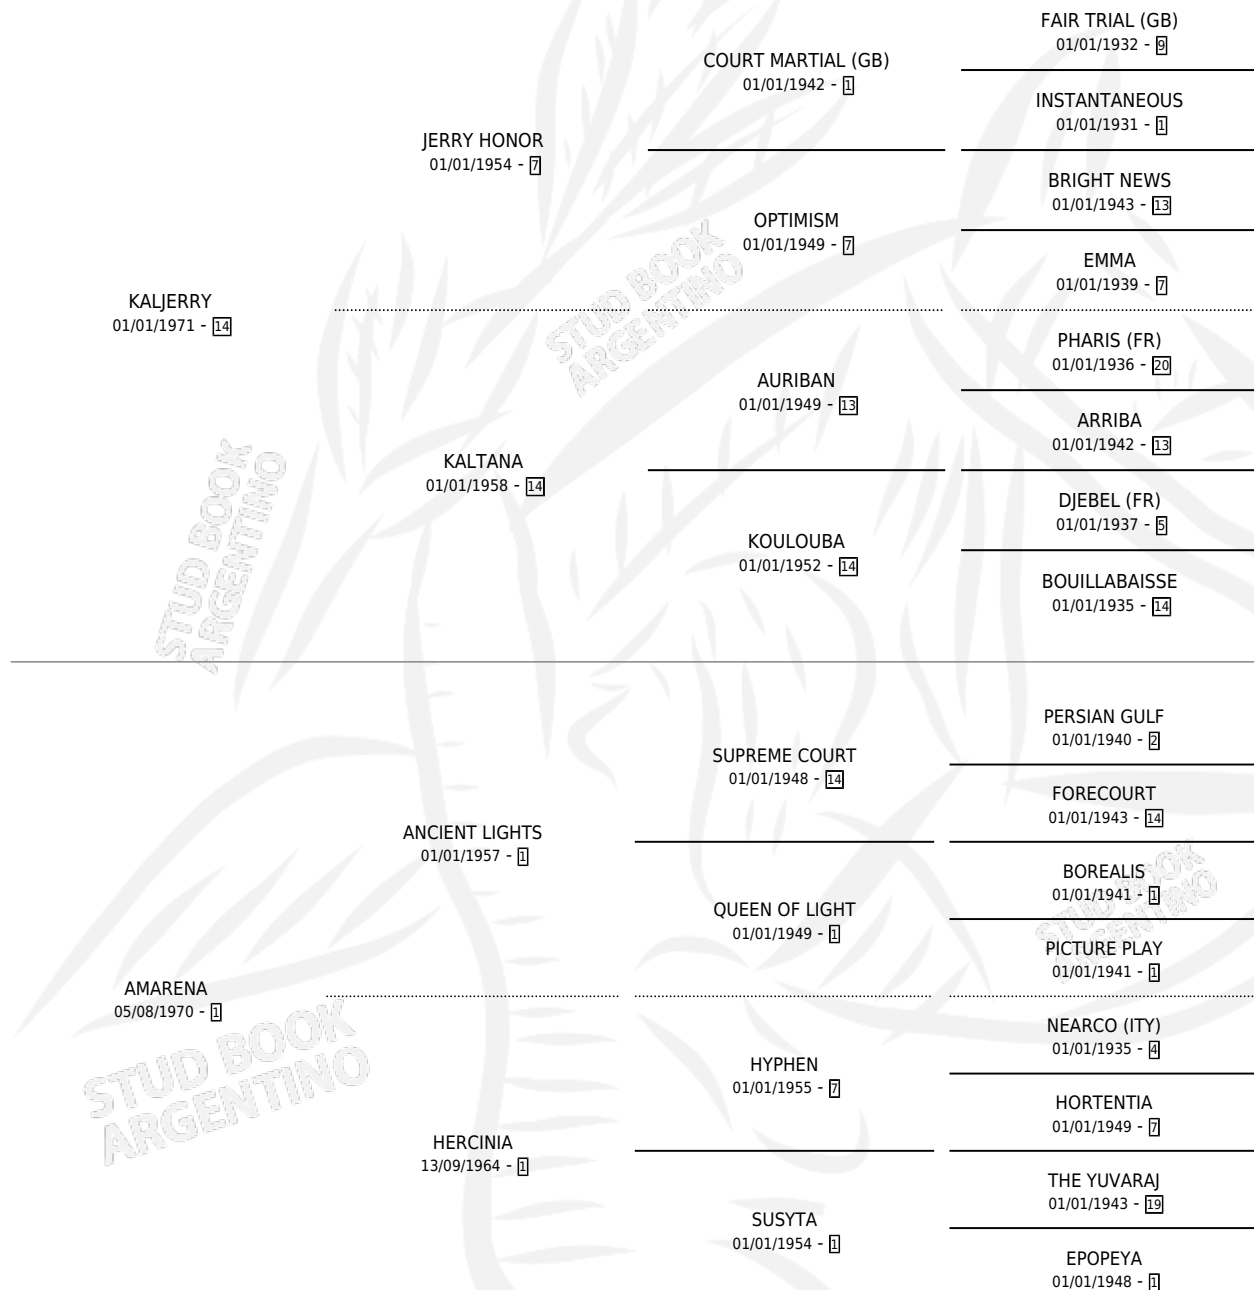 FAIR TRIAL (GB)
01/01/1932 - 9
COURT MARTIAL (GB)
01/01/1942 - 1
INSTANTANEOUS
01/01/1931 - 1
JERRY HONOR
01/01/1954 - 7
BRIGHT NEWS
01/01/1943 - 13
OPTIMISM
01/01/1949 - 7
EMMA
01/01/1939 - 7
KALJERRY
01/01/1971 - 14
PHARIS (FR)
01/01/1936 - 20
AURIBAN
01/01/1949 - 13
ARRIBA
01/01/1942 - 13
KALTANA
01/01/1958 - 14
DJEBEL (FR)
01/01/1937 - 5
KOULOUBA
01/01/1952 - 14
BOUILLABAISSE
01/01/1935 - 14
PERSIAN GULF
01/01/1940 - 2
SUPREME COURT
01/01/1948 - 14
FORECOURT
01/01/1943 - 14
ANCIENT LIGHTS
01/01/1957 - 1
BOREALIS
01/01/1941 - 1
QUEEN OF LIGHT
01/01/1949 - 1
PICTURE PLAY
01/01/1941 - 1
AMARENA
05/08/1970 - 1
NEARCO (ITY)
01/01/1935 - 4
HYPHEN
01/01/1955 - 7
HORTENTIA
01/01/1949 - 7
HERCINIA
13/09/1964 - 1
THE YUVARAJ
01/01/1943 - 19
SUSYTA
01/01/1954 - 1
EPOPEYA
01/01/1948 - 1
STUD BOOK
ARGENTINO
STUD BOOK
ARGENTINO
STUD BOOK
ARGENTINO
STUD BOOK
ARGENTINO